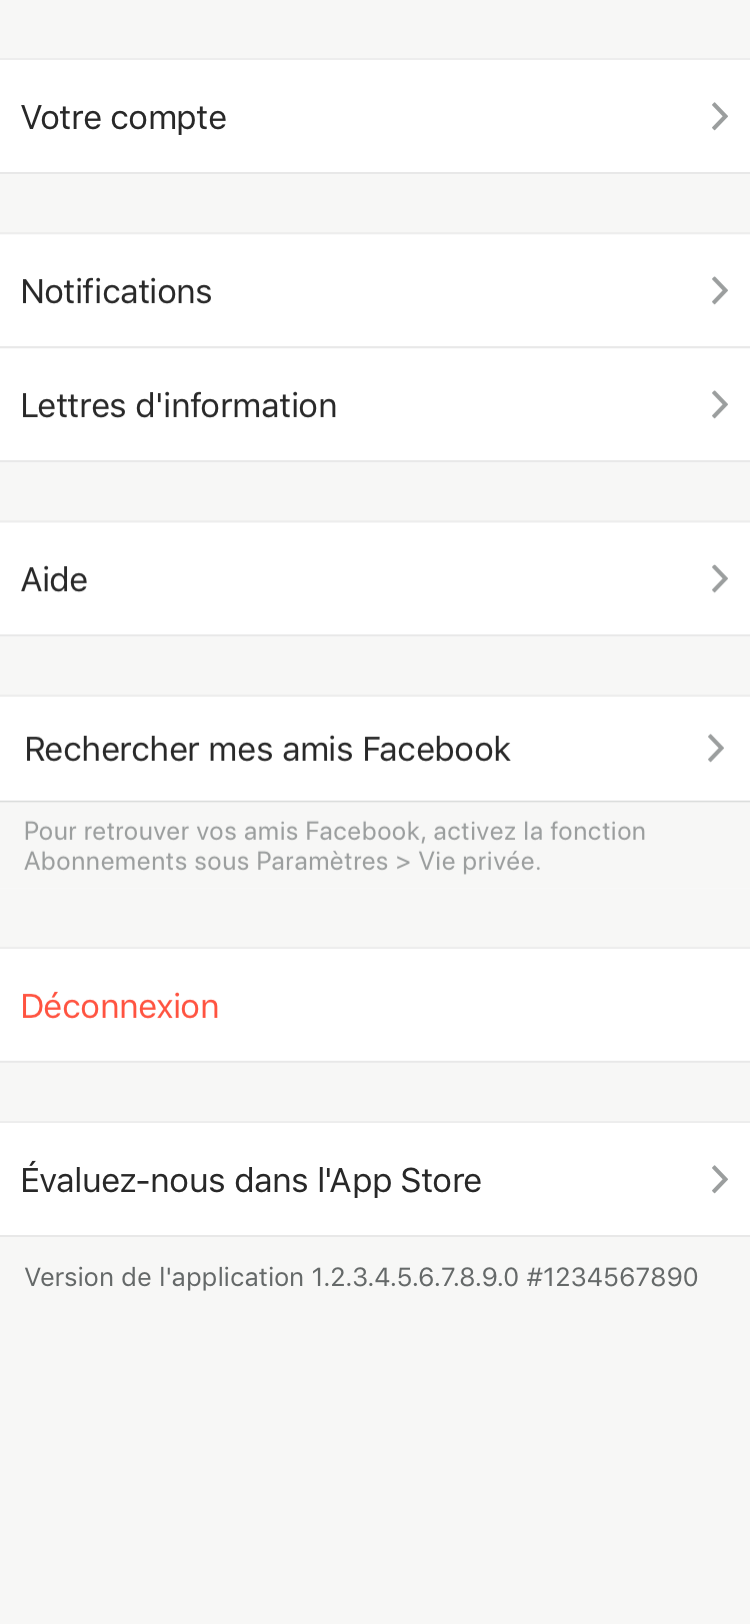 Votre compte
Notifications
Lettres d'information
Aide
Rechercher mes amis Facebook
Pour retrouver vos amis Facebook, activez la fonction
Abonnements sous Paramètres > Vie privée.
Déconnexion
Évaluez-nous dans l'App Store
Version de l'application 1.2.3.4.5.6.7.8.9.0 #1234567890